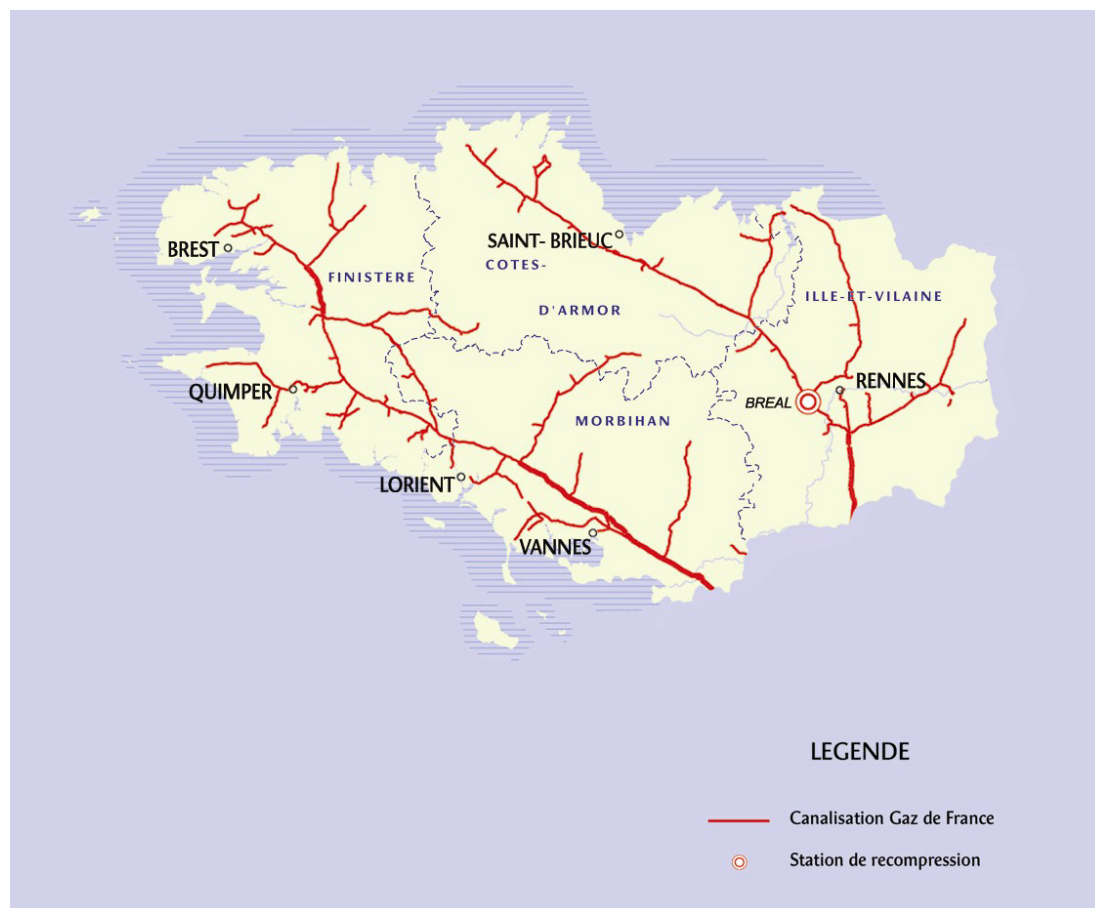 SAINT- BRIEUC
BREST
COTES-
FINISTERE
ILLE-ET-VILAINE
D'ARMOR
RENNES
QUIMPER
BREAL
MORBIHAN
LORIENT
VANNES
LEGENDE
Canalisation Gaz de France
Station de recompression